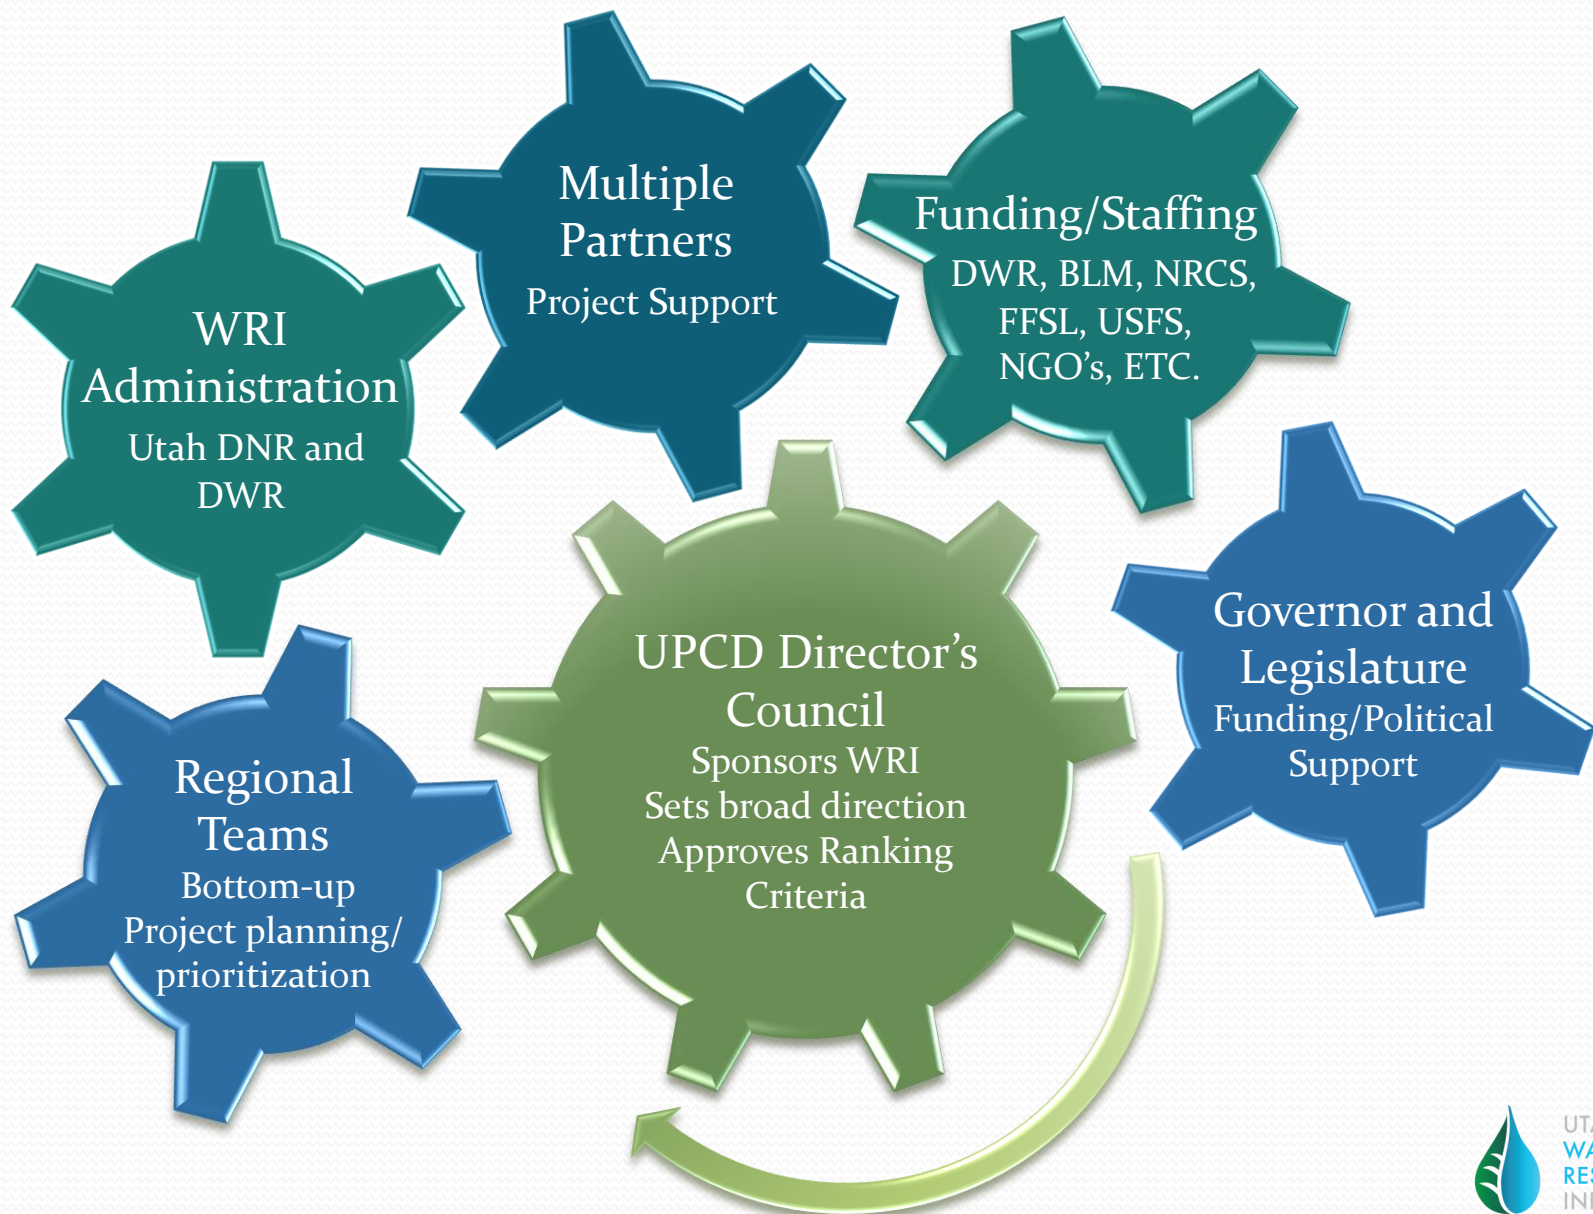 Multiple
Partners
Project Support
Funding/Staffing
DWR, BLM, NRCS,
FFSL, USFS,
NGO's, ETC.
WRI
Administration
Utah DNR and
DWR
UPCD Director's
Council
Sponsors WRI
Sets broad direction
Approves Ranking
Criteria
Governor and
Legislature
Funding/Political
Support
Regional
Teams
Bottom-up
Project planning/
prioritization